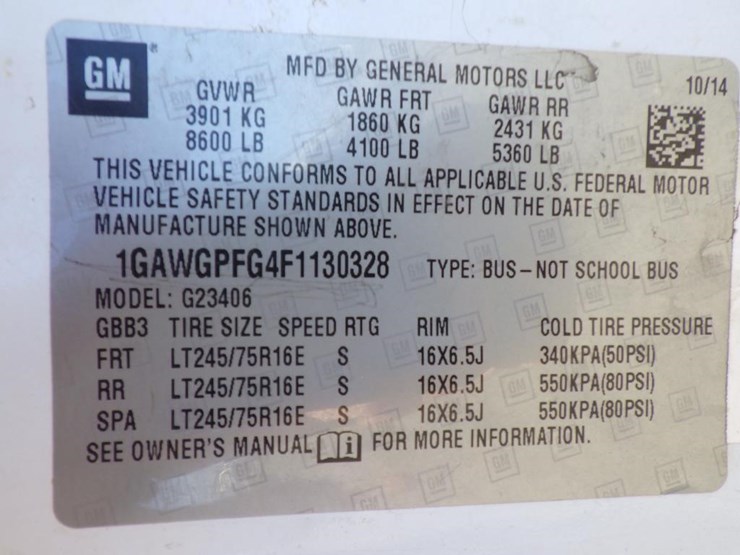 GM
MFD BY GENERAL MOTORS LLC 10/14
GVWR GAWR FRT GAWR RR
3901 KG 1860 KG 2431 KG
8600 LB 4100 LB 5360 LB
THIS VEHICLE CONFORMS TO ALL APPLICABLE U.S. FEDERAL MOTOR
VEHICLE SAFETY STANDARDS IN EFFECT ON THE DATE OF
MANUFACTURE SHOWN ABOVE.
1GAWGPFG4F1130328 TYPE: BUS – NOT SCHOOL BUS
MODEL: G23406
GBB3 TIRE SIZE SPEED RTG RIM COLD TIRE PRESSURE
FRT LT245/75R16E S 16X6.5J 340KPA(50PSI)
RR LT245/75R16E S 16X6.5J 550KPA(80PSI)
SPA LT245/75R16E S 16X6.5J 550KPA(80PSI)
SEE OWNER'S MANUAL i FOR MORE INFORMATION.